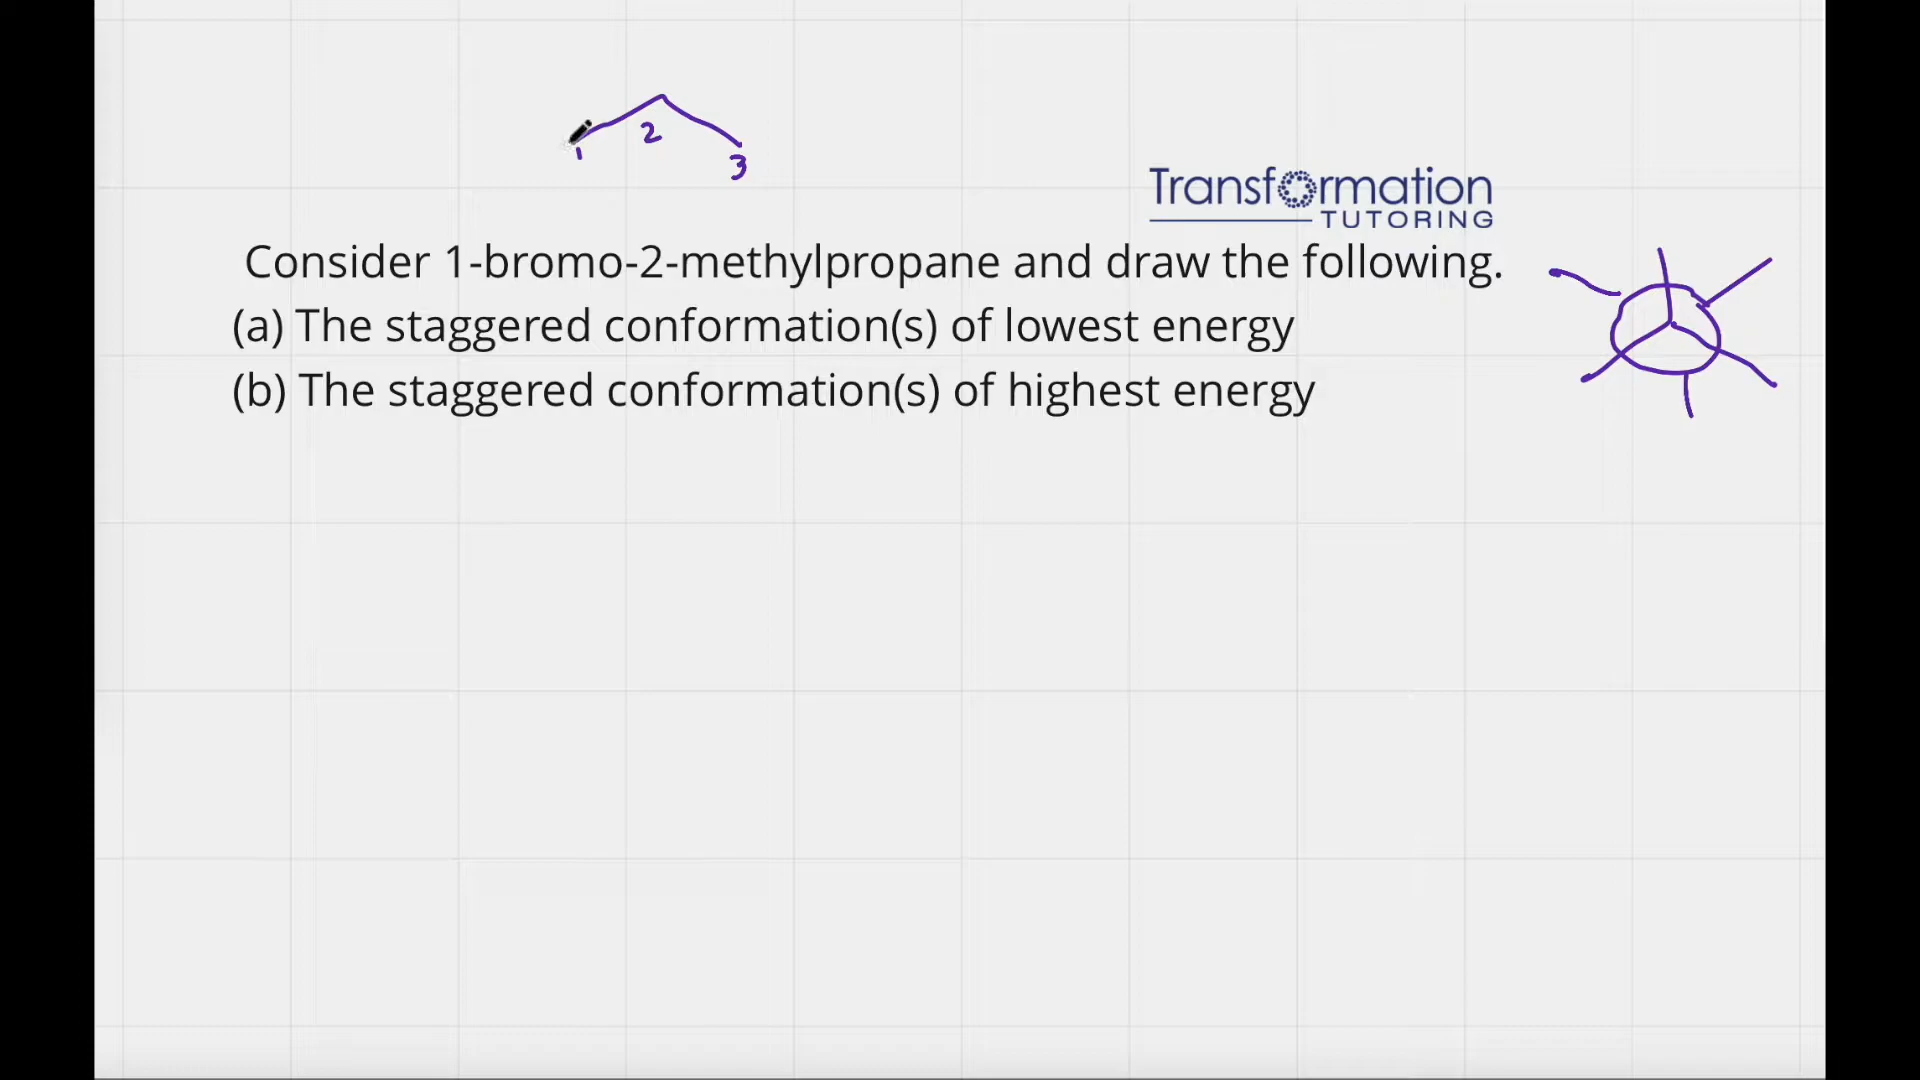 2
1
3
Transformation
TUTORING
Consider 1-bromo-2-methylpropane and draw the following.
(a) The staggered conformation(s) of lowest energy
(b) The staggered conformation(s) of highest energy